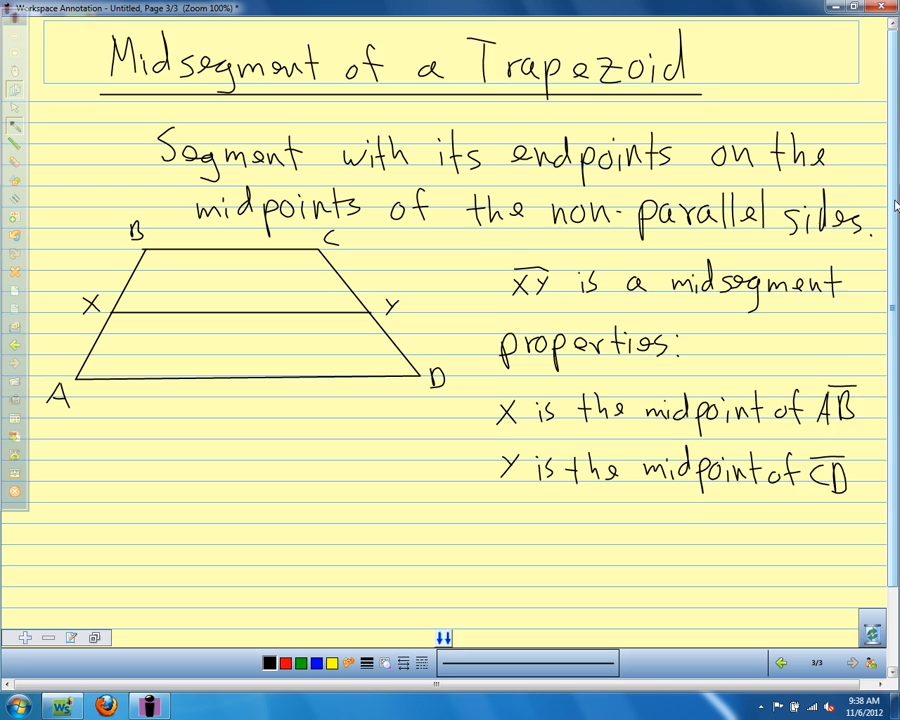 Workspace Annotation - Untitled, Page 3/3 (Zoom 100%) *
Midsegment of a Trapezoid
Segment with its endpoints on the
midpoints of the non-parallel sides.
B C
X Y
A D
XY is a midsegment
properties:
X is the midpoint of AB
Y is the midpoint of CD
3/3
9:38 AM
11/6/2012